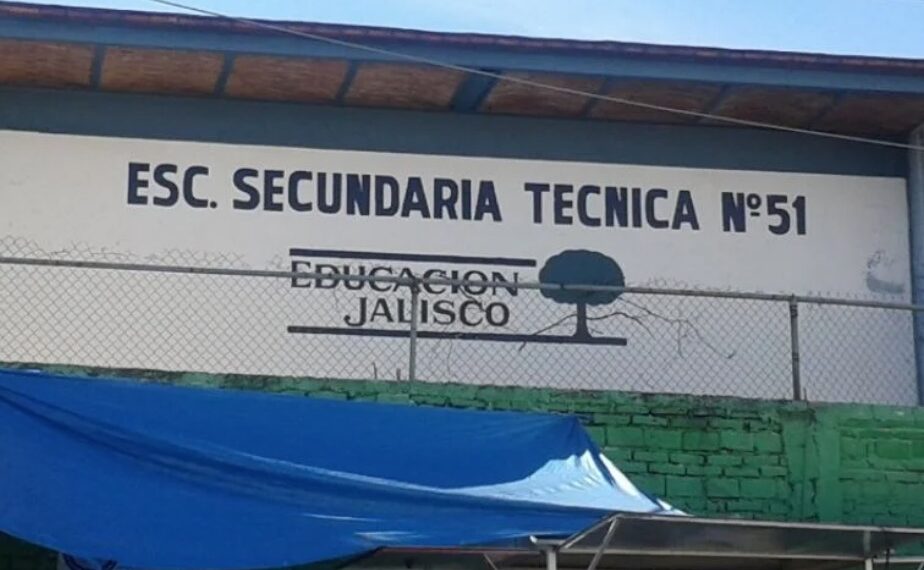 ESC. SECUNDARIA TECNICA Nº51
EDUCACION
JALISCO